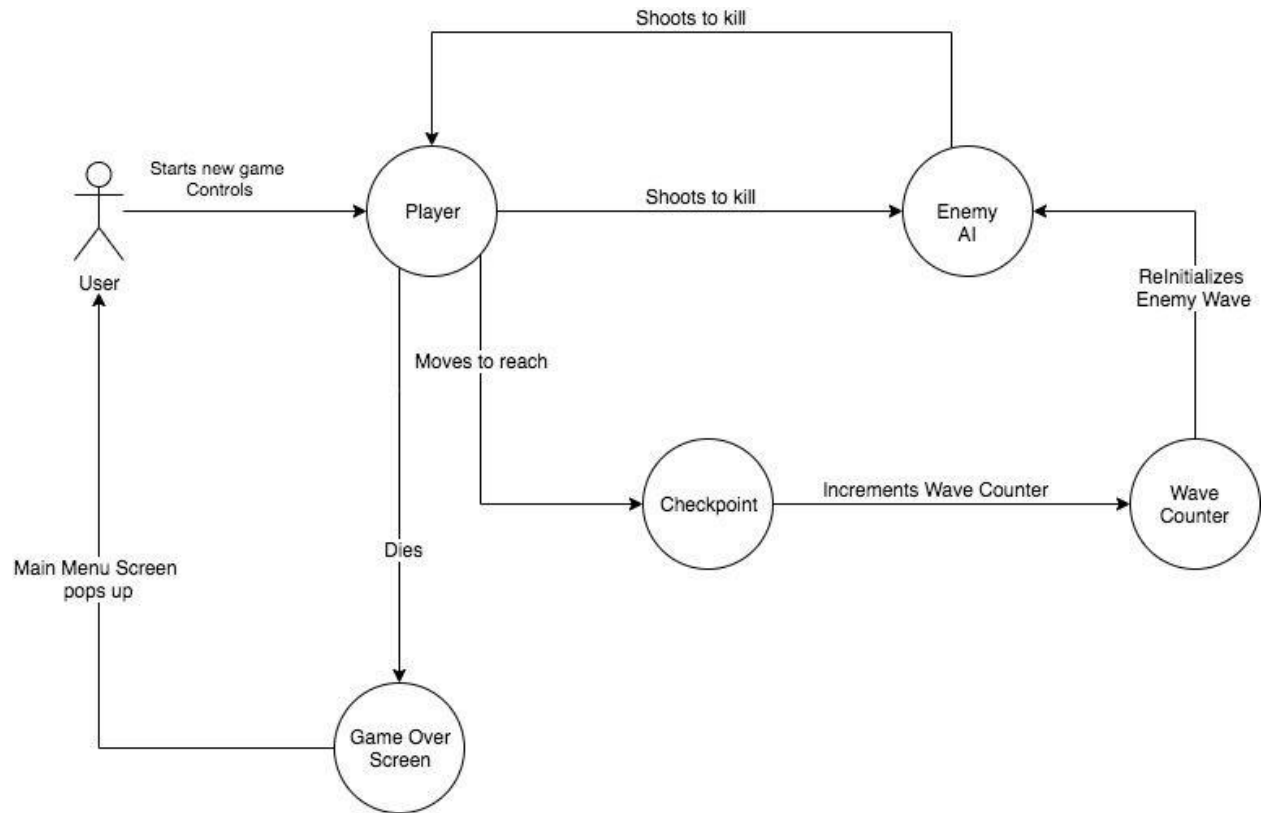 Shoots to kill
Starts new game
Controls
Player
Shoots to kill
Enemy
AI
User
ReInitializes
Enemy Wave
Moves to reach
Checkpoint
Increments Wave Counter
Wave
Counter
Dies
Main Menu Screen
pops up
Game Over
Screen